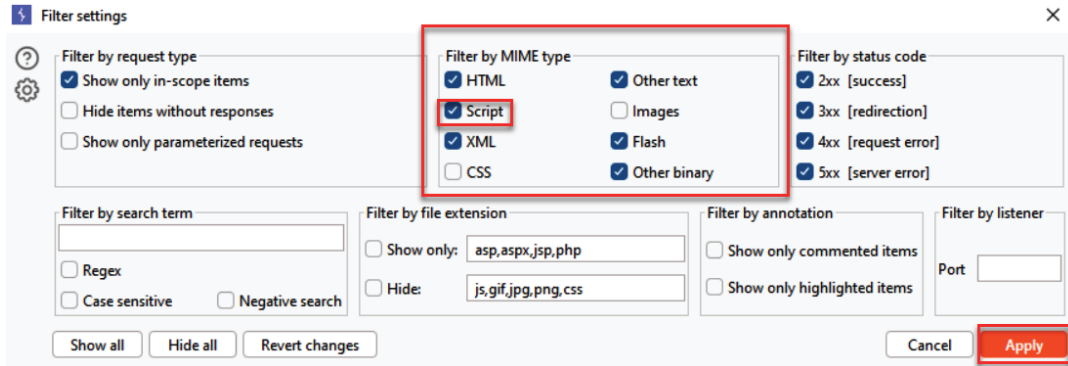 Filter settings
Filter by request type
Show only in-scope items
Hide items without responses
Show only parameterized requests
Filter by MIME type
HTML
Other text
Script
Images
XML
Flash
CSS
Other binary
Filter by status code
2xx [success]
3xx [redirection]
4xx [request error]
5xx [server error]
Filter by search term
Regex
Case sensitive
Negative search
Filter by file extension
Show only: asp,aspx,jsp,php
Hide: js,gif,jpg,png,css
Filter by annotation
Show only commented items
Show only highlighted items
Filter by listener
Port
Show all
Hide all
Revert changes
Cancel
Apply